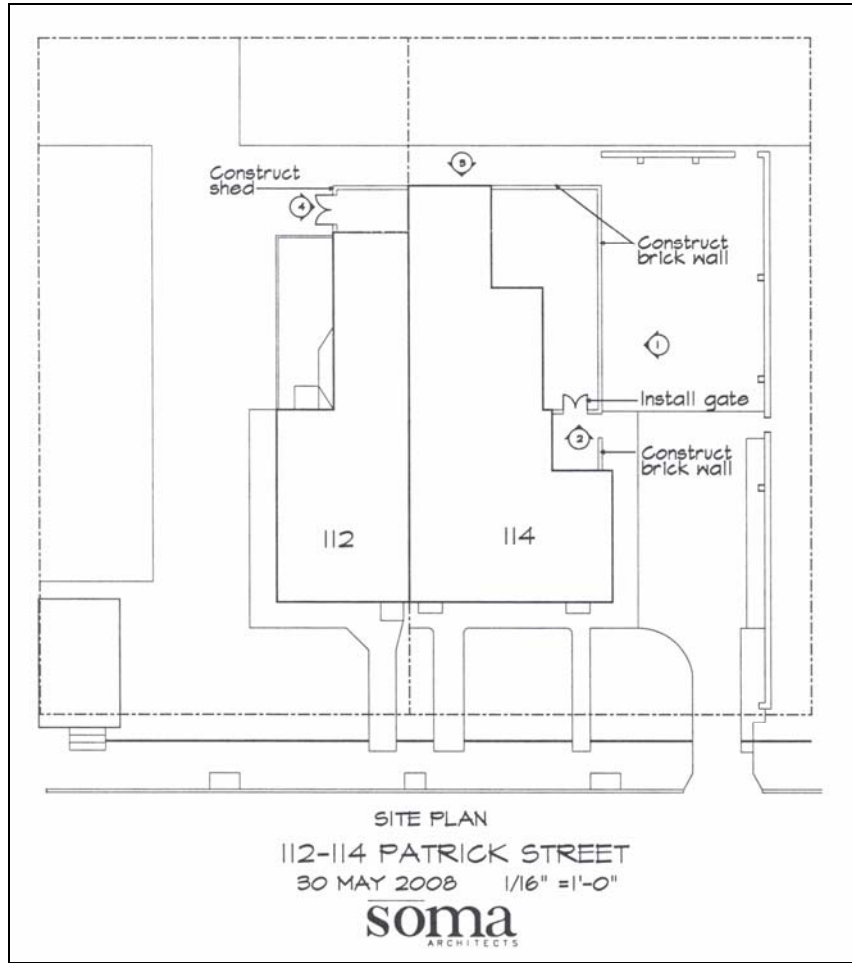 3
Construct
shed
4
Construct
brick wall
1
Install gate
2
Construct
brick wall
112
114
SITE PLAN
112-114 PATRICK STREET
30 MAY 2008 1/16" =1'-0"
soma
ARCHITECTS